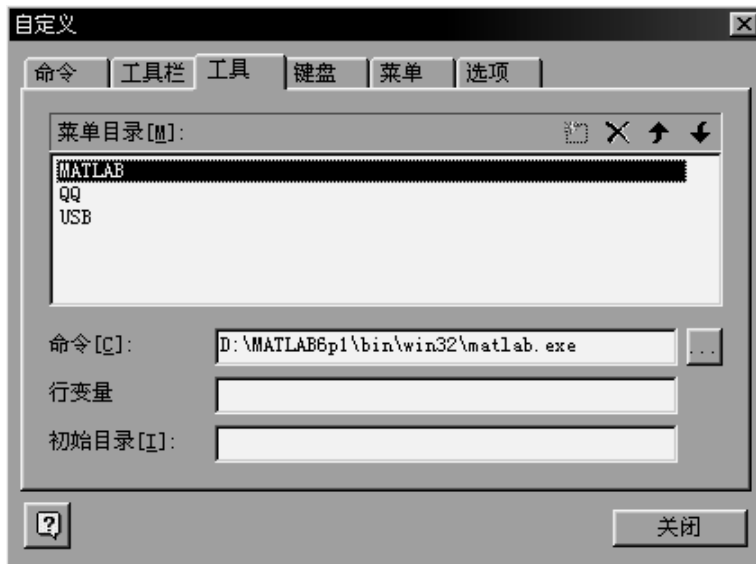 自定义
命令 工具栏 工具 键盘 菜单 选项
菜单目录[M]:
MATLAB
QQ
USB
命令[C]: D:\MATLAB6p1\bin\win32\matlab.exe ...
行变量
初始目录[I]:
关闭